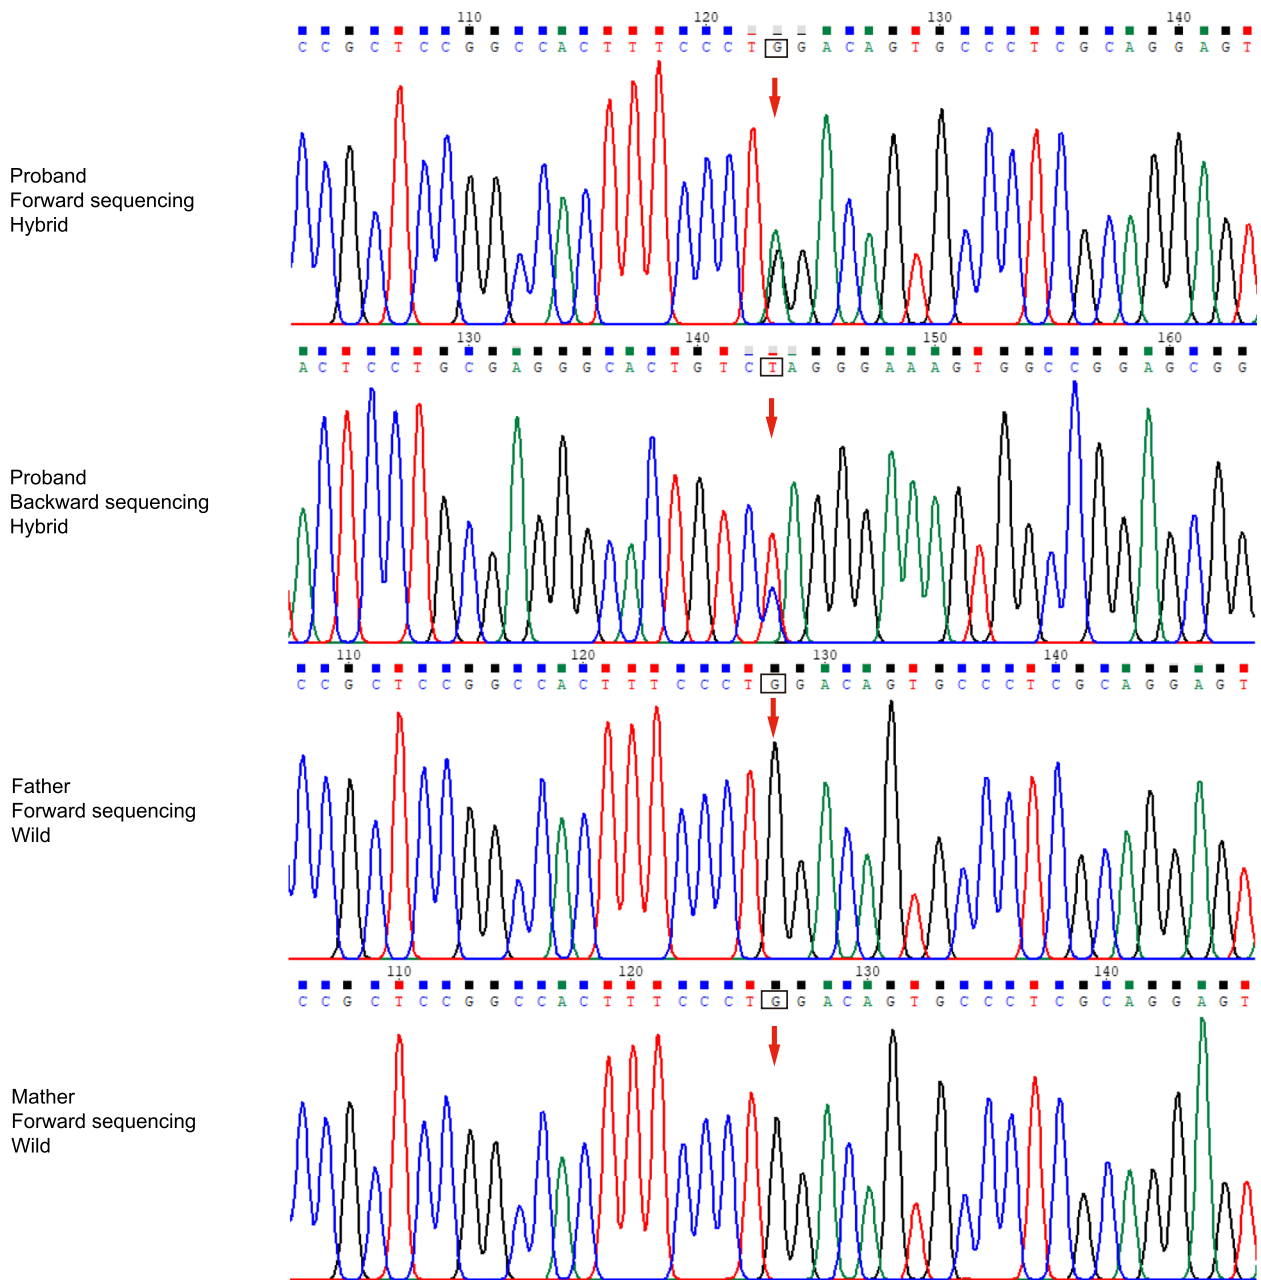 110 120 130 140
C C G C T C C G G C C A C T T T C C C T G G A C A G T G C C C T C G C A G G A G T
Proband
Forward sequencing
Hybrid
130 140 150 160
A C T C C T G C G A G G G C A C T G T C T A G G G A A A G T G G C C G G A G C G G
Proband
Backward sequencing
Hybrid
110 120 130 140
C C G C T C C G G C C A C T T T C C C T G G A C A G T G C C C T C G C A G G A G T
Father
Forward sequencing
Wild
110 120 130 140
C C G C T C C G G C C A C T T T C C C T G G A C A G T G C C C T C G C A G G A G T
Mather
Forward sequencing
Wild